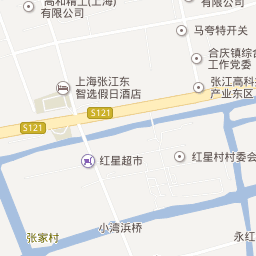 高和精工(上海)
有限公司
有限公司
马夸特开关
合庆镇综合
工作党委
上海张江东
智选假日酒店
张江高科技
产业东区
S121
S121
红星超市
红星村村委会
小湾浜桥
张家村
永红